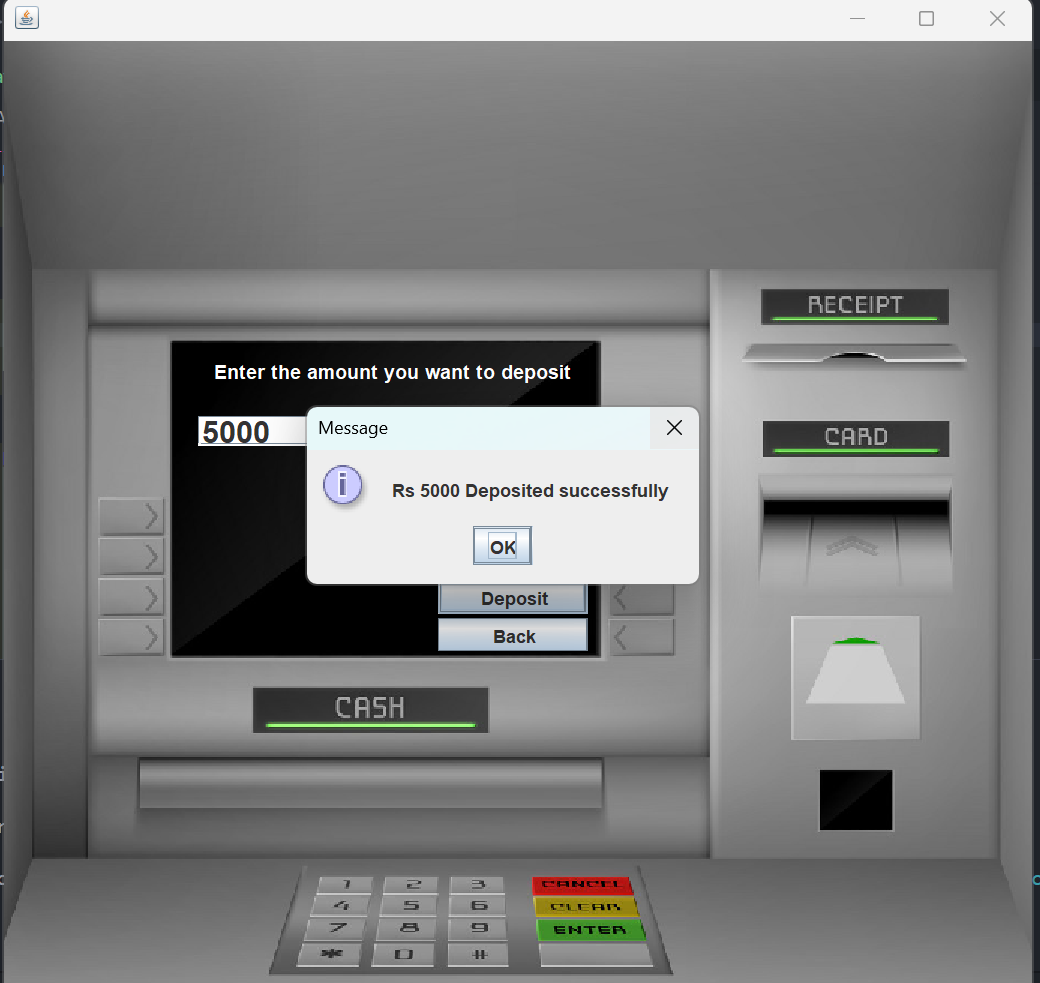 RECEIPT
Enter the amount you want to deposit
5000
Message
CARD
i
Rs 5000 Deposited successfully
OK
Deposit
Back
CASH
1 2 3 CANCEL
4 5 6 CLEAR
7 8 9 ENTER
* 0 #